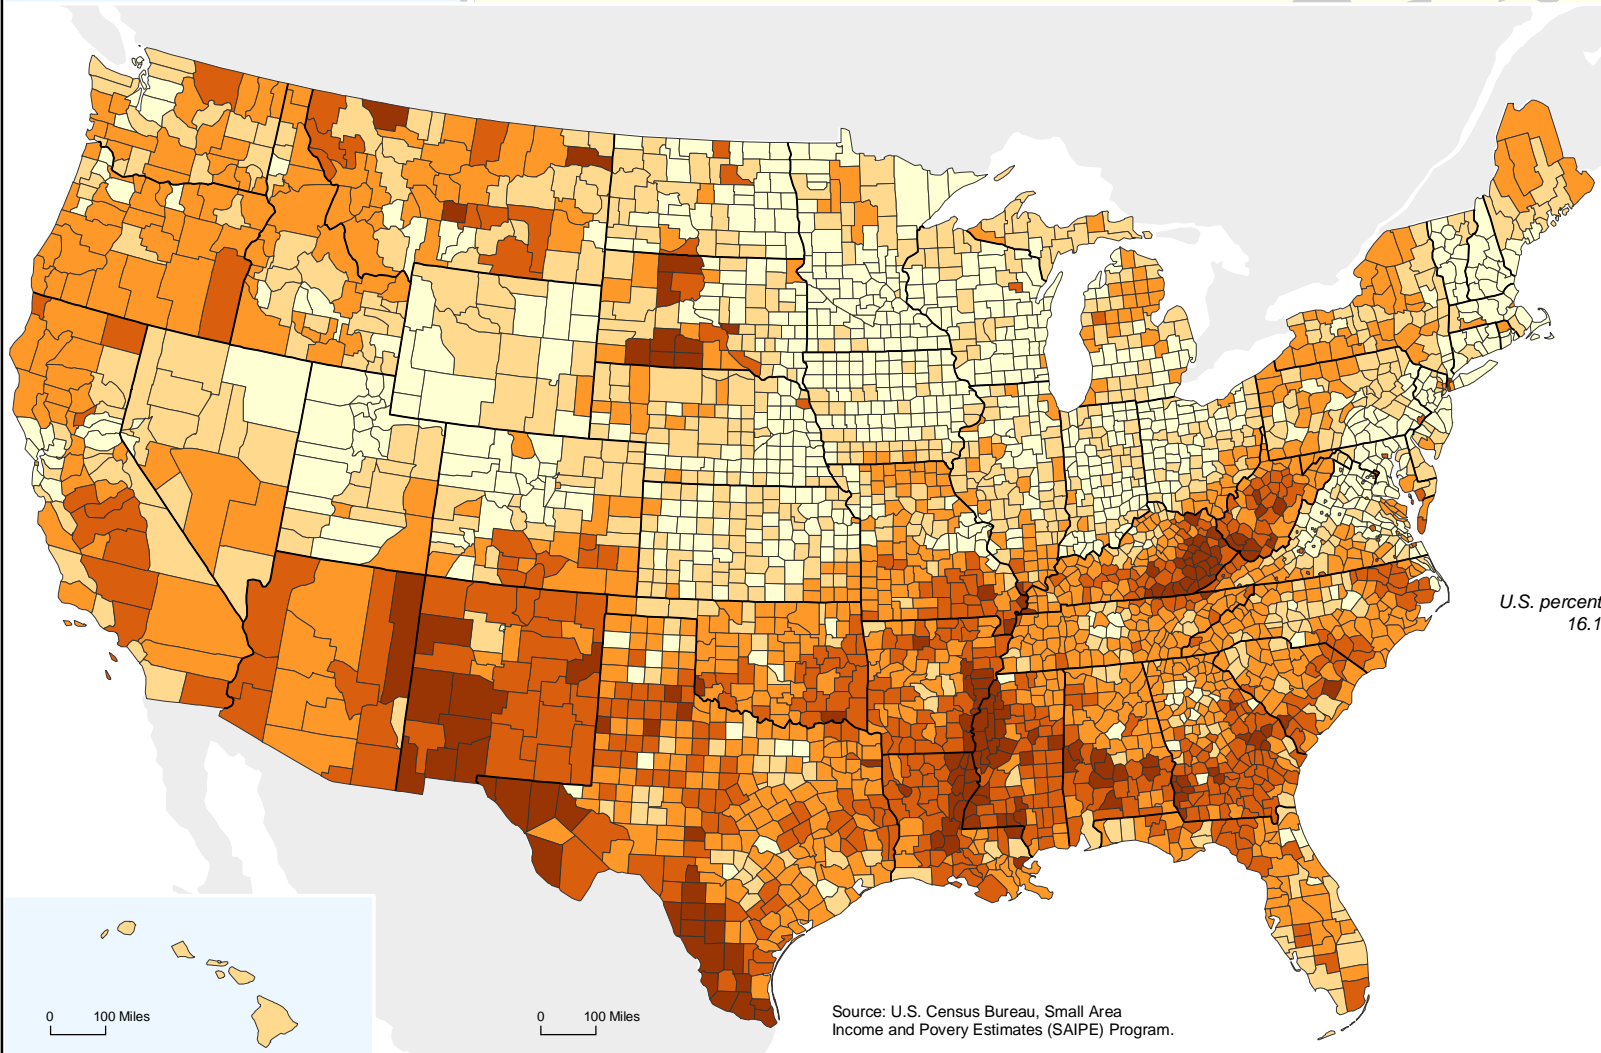 U.S. percent
16.1
0 100 Miles
0 100 Miles
Source: U.S. Census Bureau, Small Area
Income and Povery Estimates (SAIPE) Program.